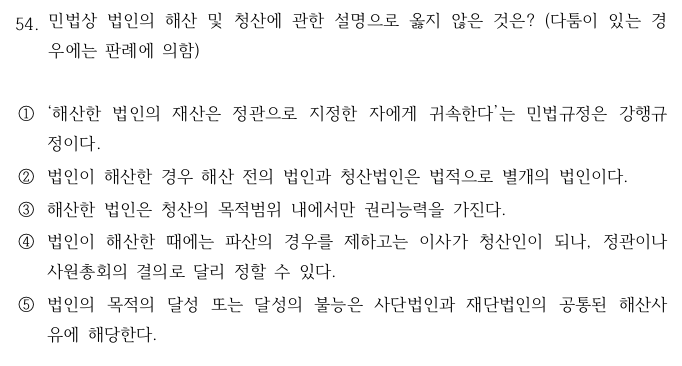 54. 민법상 법인의 해산 및 청산에 관한 설명으로 옳지 않은 것은? (다툼이 있는 경
우에는 판례에 의함)
① ‘해산한 법인의 재산은 정관으로 지정한 자에게 귀속한다’는 민법규정은 강행규
정이다.
② 법인이 해산한 경우 해산 전의 법인과 청산법인은 법적으로 별개의 법인이다.
③ 해산한 법인은 청산의 목적범위 내에서만 권리능력을 가진다.
④ 법인이 해산한 때에는 파산의 경우를 제하고는 이사가 청산인이 되나, 정관이나
사원총회의 결의로 달리 정할 수 있다.
⑤ 법인의 목적의 달성 또는 달성의 불능은 사단법인과 재단법인의 공통된 해산사
유에 해당한다.